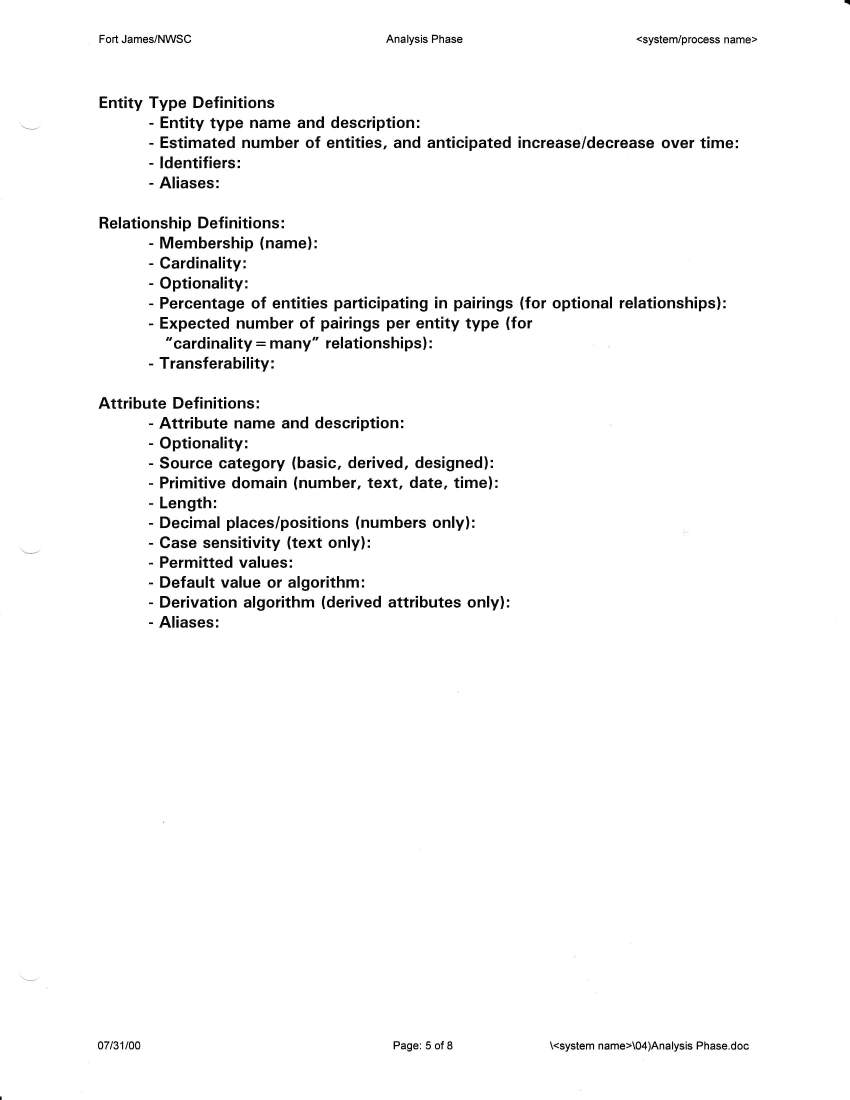 Fort James/NWSC Analysis Phase <system/process name>
Entity Type Definitions
- Entity type name and description:
- Estimated number of entities, and anticipated increase/decrease over time:
- Identifiers:
- Aliases:
Relationship Definitions:
- Membership (name):
- Cardinality:
- Optionality:
- Percentage of entities participating in pairings (for optional relationships):
- Expected number of pairings per entity type (for
"cardinality=many" relationships):
- Transferability:
Attribute Definitions:
- Attribute name and description:
- Optionality:
- Source category (basic, derived, designed):
- Primitive domain (number, text, date, time):
- Length:
- Decimal places/positions (numbers only):
- Case sensitivity (text only):
- Permitted values:
- Default value or algorithm:
- Derivation algorithm (derived attributes only):
- Aliases:
07/31/00 Page: 5 of 8 \<system name>\04)Analysis Phase.doc